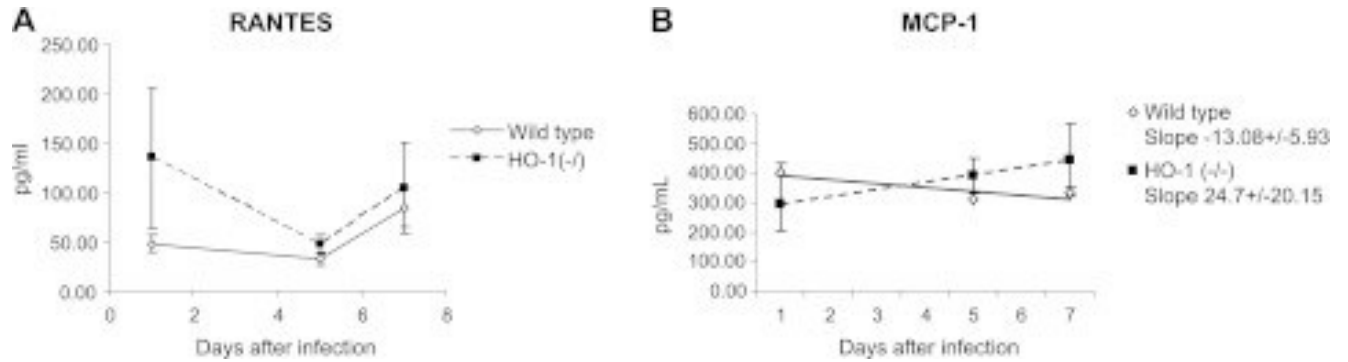 A
RANTES
250.00
200.00
150.00
100.00
50.00
0.00
pg/ml
0
2
4
6
8
Days after infection
Wild type
HO-1(-/)
B
MCP-1
600.00
500.00
400.00
300.00
200.00
100.00
0.00
pg/mL
1
2
3
4
5
6
7
Days after infection
Wild type
Slope -13.08+/-5.93
HO-1 (-/-)
Slope 24.7+/-20.15